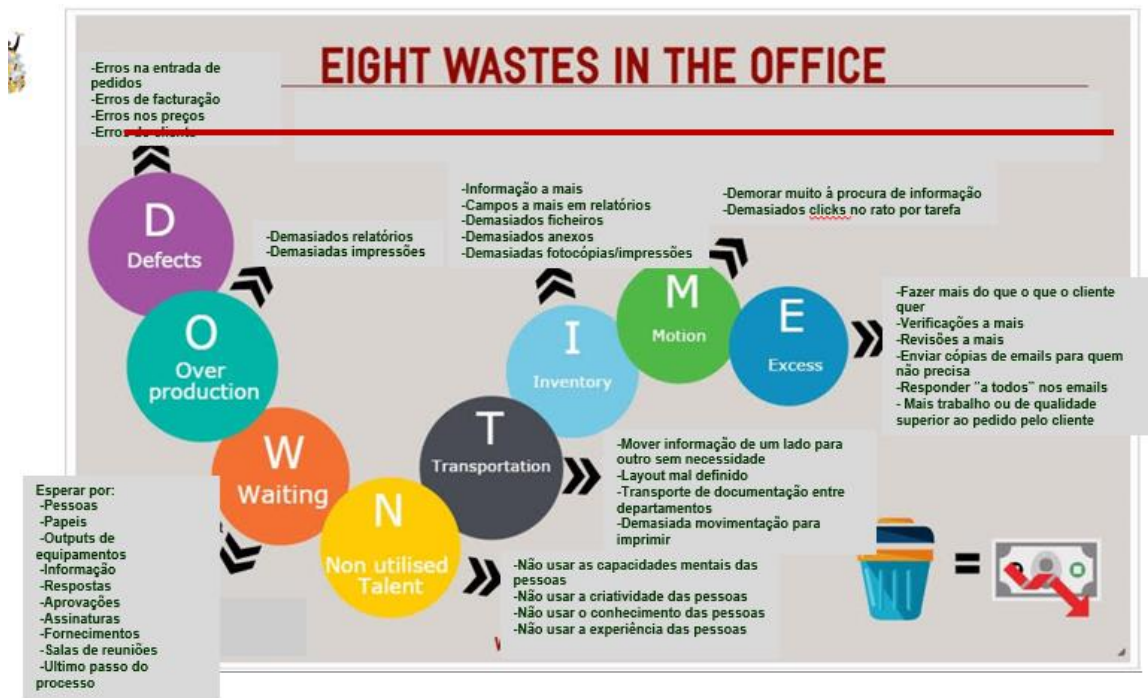 EIGHT WASTES IN THE OFFICE
-Erros na entrada de
pedidos
-Erros de facturação
-Erros nos preços
-Erros do cliente
D
Defects
-Demasiados relatórios
-Demasiadas impressões
O
Over
production
W
Waiting
Esperar por:
-Pessoas
-Papeis
-Outputs de
equipamentos
-Informação
-Respostas
-Aprovações
-Assinaturas
-Fornecimentos
-Salas de reuniões
-Ultimo passo do
processo
N
Non utilised
Talent
-Não usar as capacidades mentais das
pessoas
-Não usar a criatividade das pessoas
-Não usar o conhecimento das pessoas
-Não usar a experiência das pessoas
T
Transportation
-Mover informação de um lado para
outro sem necessidade
-Layout mal definido
-Transporte de documentação entre
departamentos
-Demasiada movimentação para
imprimir
-Informação a mais
-Campos a mais em relatórios
-Demasiados ficheiros
-Demasiados anexos
-Demasiadas fotocópias/impressões
I
Inventory
-Demorar muito á procura de informação
-Demasiados clicks no rato por tarefa
M
Motion
E
Excess
-Fazer mais do que o que o cliente
quer
-Verificações a mais
-Revisões a mais
-Enviar cópias de emails para quem
não precisa
-Responder "a todos" nos emails
- Mais trabalho ou de qualidade
superior ao pedido pelo cliente
=